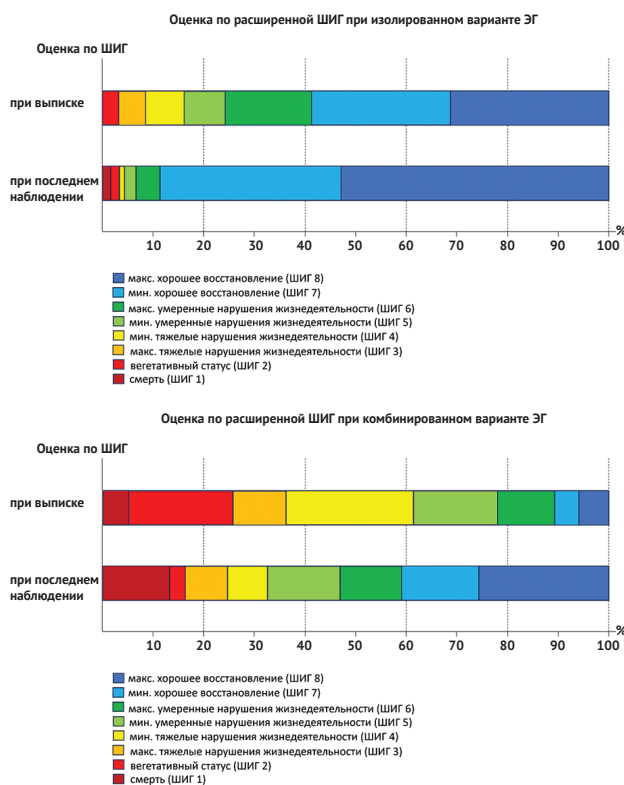 Оценка по расширенной ШИГ при изолированном варианте ЭГ
Оценка по ШИГ
при выписке
при последнем
наблюдении
%
10 20 30 40 50 60 70 80 90 100
макс. хорошее восстановление (ШИГ 8)
мин. хорошее восстановление (ШИГ 7)
макс. умеренные нарушения жизнедеятельности (ШИГ 6)
мин. умеренные нарушения жизнедеятельности (ШИГ 5)
мин. тяжелые нарушения жизнедеятельности (ШИГ 4)
макс. тяжелые нарушения жизнедеятельности (ШИГ 3)
вегетативный статус (ШИГ 2)
смерть (ШИГ 1)
Оценка по расширенной ШИГ при комбинированном варианте ЭГ
Оценка по ШИГ
при выписке
при последнем
наблюдении
%
10 20 30 40 50 60 70 80 90 100
макс. хорошее восстановление (ШИГ 8)
мин. хорошее восстановление (ШИГ 7)
макс. умеренные нарушения жизнедеятельности (ШИГ 6)
мин. умеренные нарушения жизнедеятельности (ШИГ 5)
мин. тяжелые нарушения жизнедеятельности (ШИГ 4)
макс. тяжелые нарушения жизнедеятельности (ШИГ 3)
вегетативный статус (ШИГ 2)
смерть (ШИГ 1)